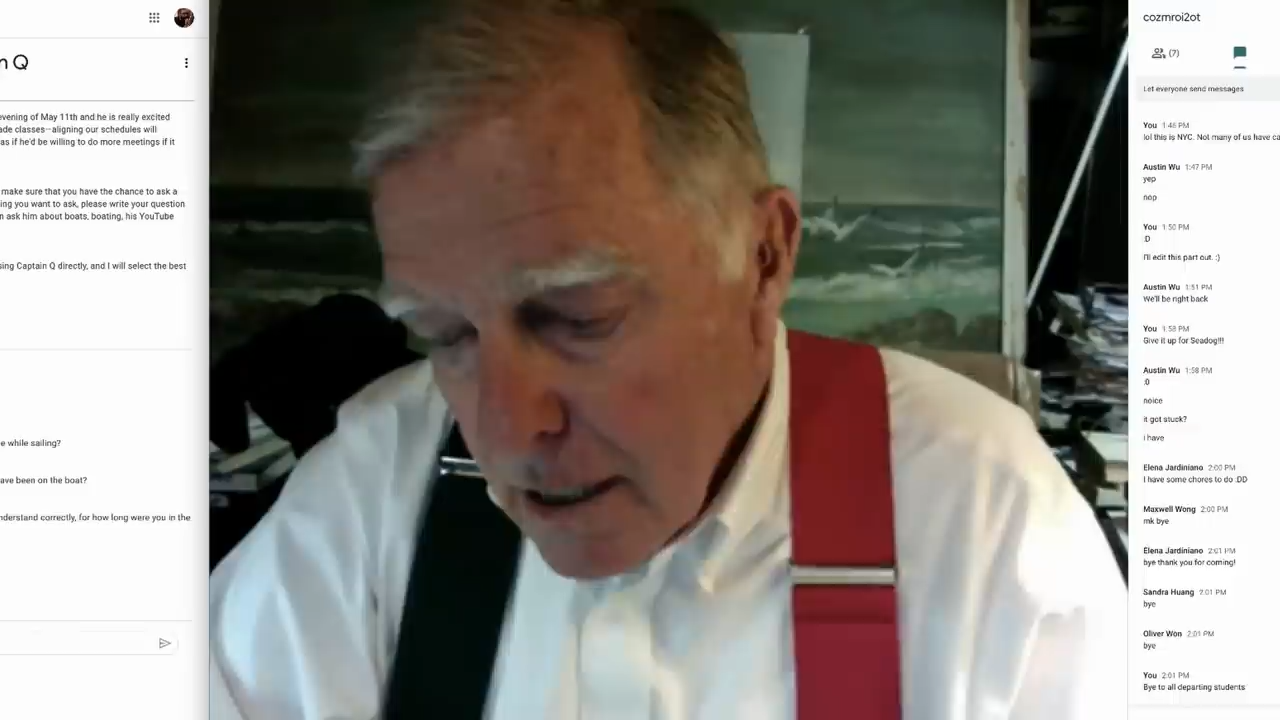 n Q
evening of May 11th and he is really excited
ade classes--aligning our schedules will
as if he'd be willing to do more meetings if it
make sure that you have the chance to ask a
ing you want to ask, please write your question
n ask him about boats, boating, his YouTube
sing Captain Q directly, and I will select the best
e while sailing?
ave been on the boat?
nderstand correctly, for how long were you in the
cozmroi2ot
(7)
Let everyone send messages
You 1:46 PM
lol this is NYC. Not many of us have ca
Austin Wu 1:47 PM
yep
nop
You 1:50 PM
:D
I'll edit this part out. :)
Austin Wu 1:51 PM
We'll be right back
You 1:58 PM
Give it up for Seadog!!!
Austin Wu 1:58 PM
:0
noice
it got stuck?
i have
Elena Jardiniano 2:00 PM
I have some chores to do :DD
Maxwell Wong 2:00 PM
mk bye
Elena Jardiniano 2:01 PM
bye thank you for coming!
Sandra Huang 2:01 PM
bye
Oliver Won 2:01 PM
bye
You 2:01 PM
Bye to all departing students